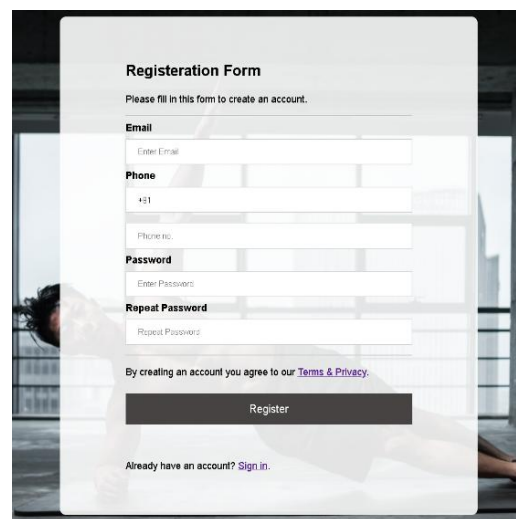 Registeration Form
Please fill in this form to create an account.
Email
Enter Email
Phone
+91
Phone no.
Password
Enter Password
Repeat Password
Repeat Password
By creating an account you agree to our Terms & Privacy.
Register
Already have an account? Sign in.